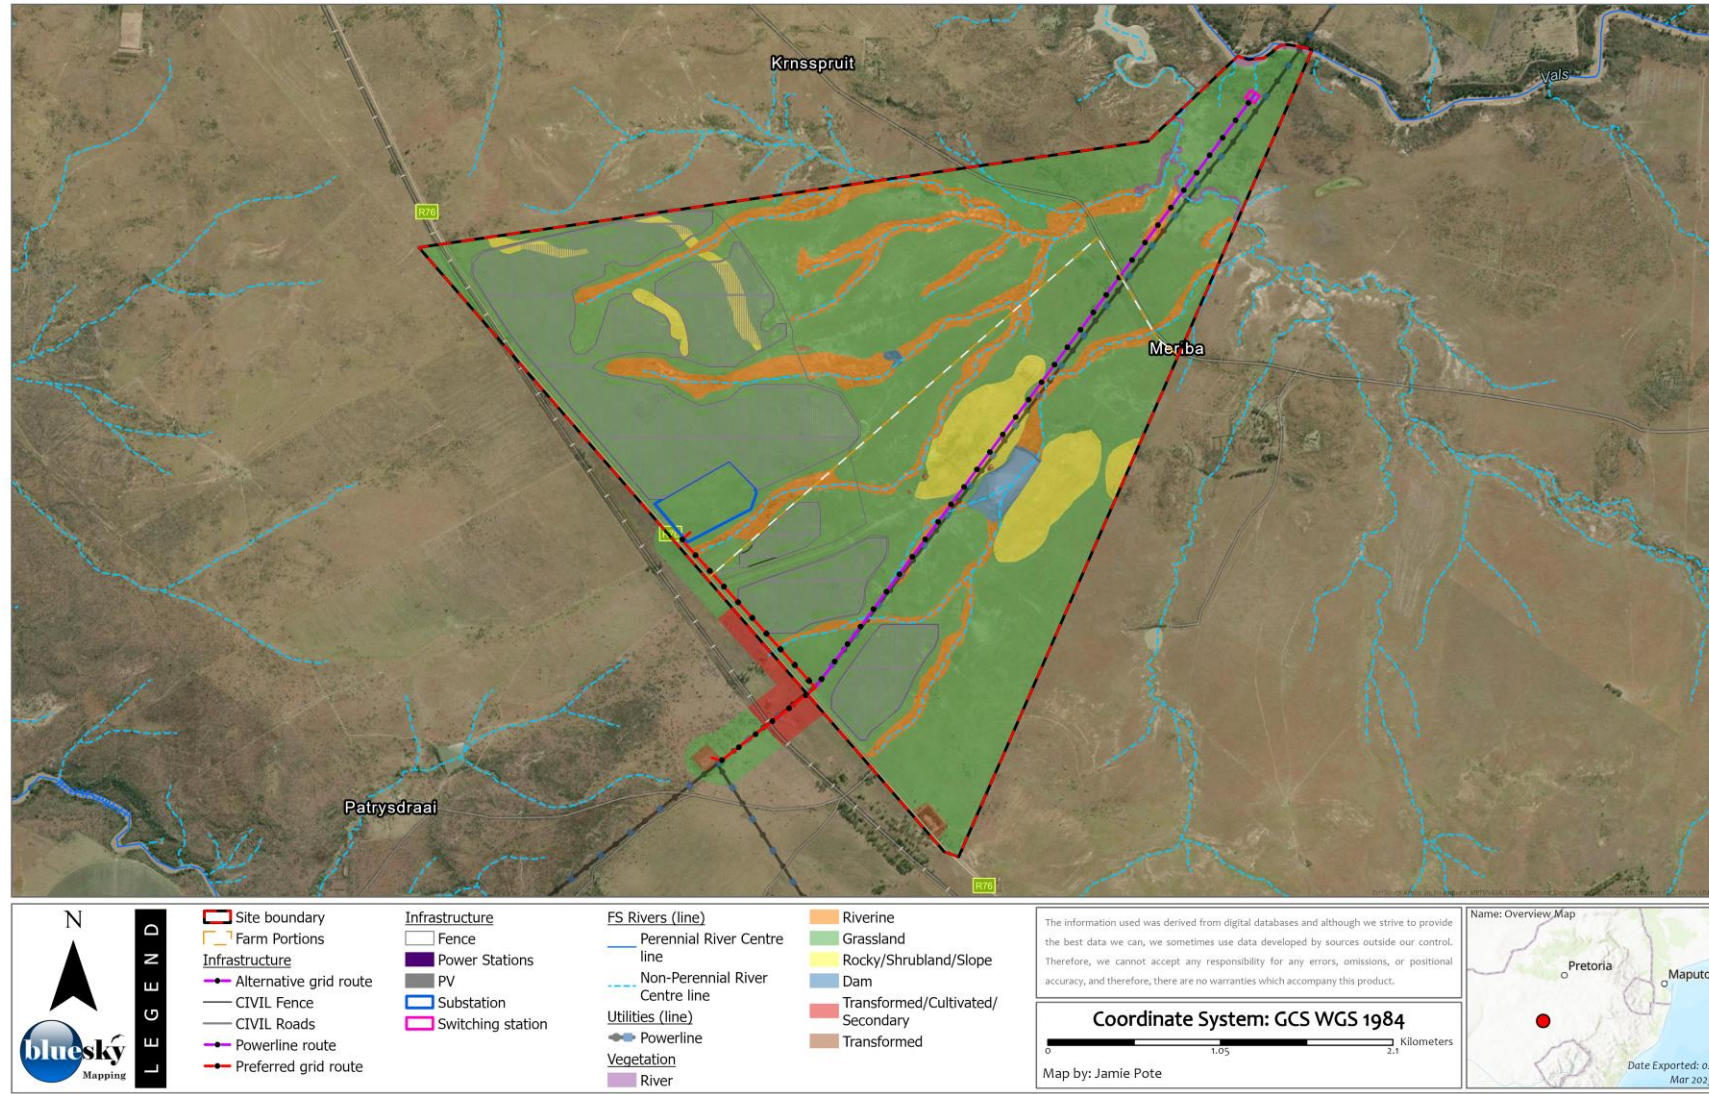 Krnsspruit
Vals
R76
Meriba
Patrysdraai
R76
N
bluesky
Mapping
LEGEND
Site boundary
Farm Portions
Infrastructure
Alternative grid route
CIVIL Fence
CIVIL Roads
Powerline route
Preferred grid route
Infrastructure
Fence
Power Stations
PV
Substation
Switching station
FS Rivers (line)
Perennial River Centre
line
Non-Perennial River
Centre line
Utilities (line)
Powerline
Vegetation
River
Riverine
Grassland
Rocky/Shrubland/Slope
Dam
Transformed/Cultivated/
Secondary
Transformed
The information used was derived from digital databases and although we strive to provide
the best data we can, we sometimes use data developed by sources outside our control.
Therefore, we cannot accept any responsibility for any errors, omissions, or positional
accuracy, and therefore, there are no warranties which accompany this product.
Coordinate System: GCS WGS 1984
Kilometers
0 1.05 2.1
Map by: Jamie Pote
Name: Overview Map
Pretoria
Maputo
Date Exported:
Mar